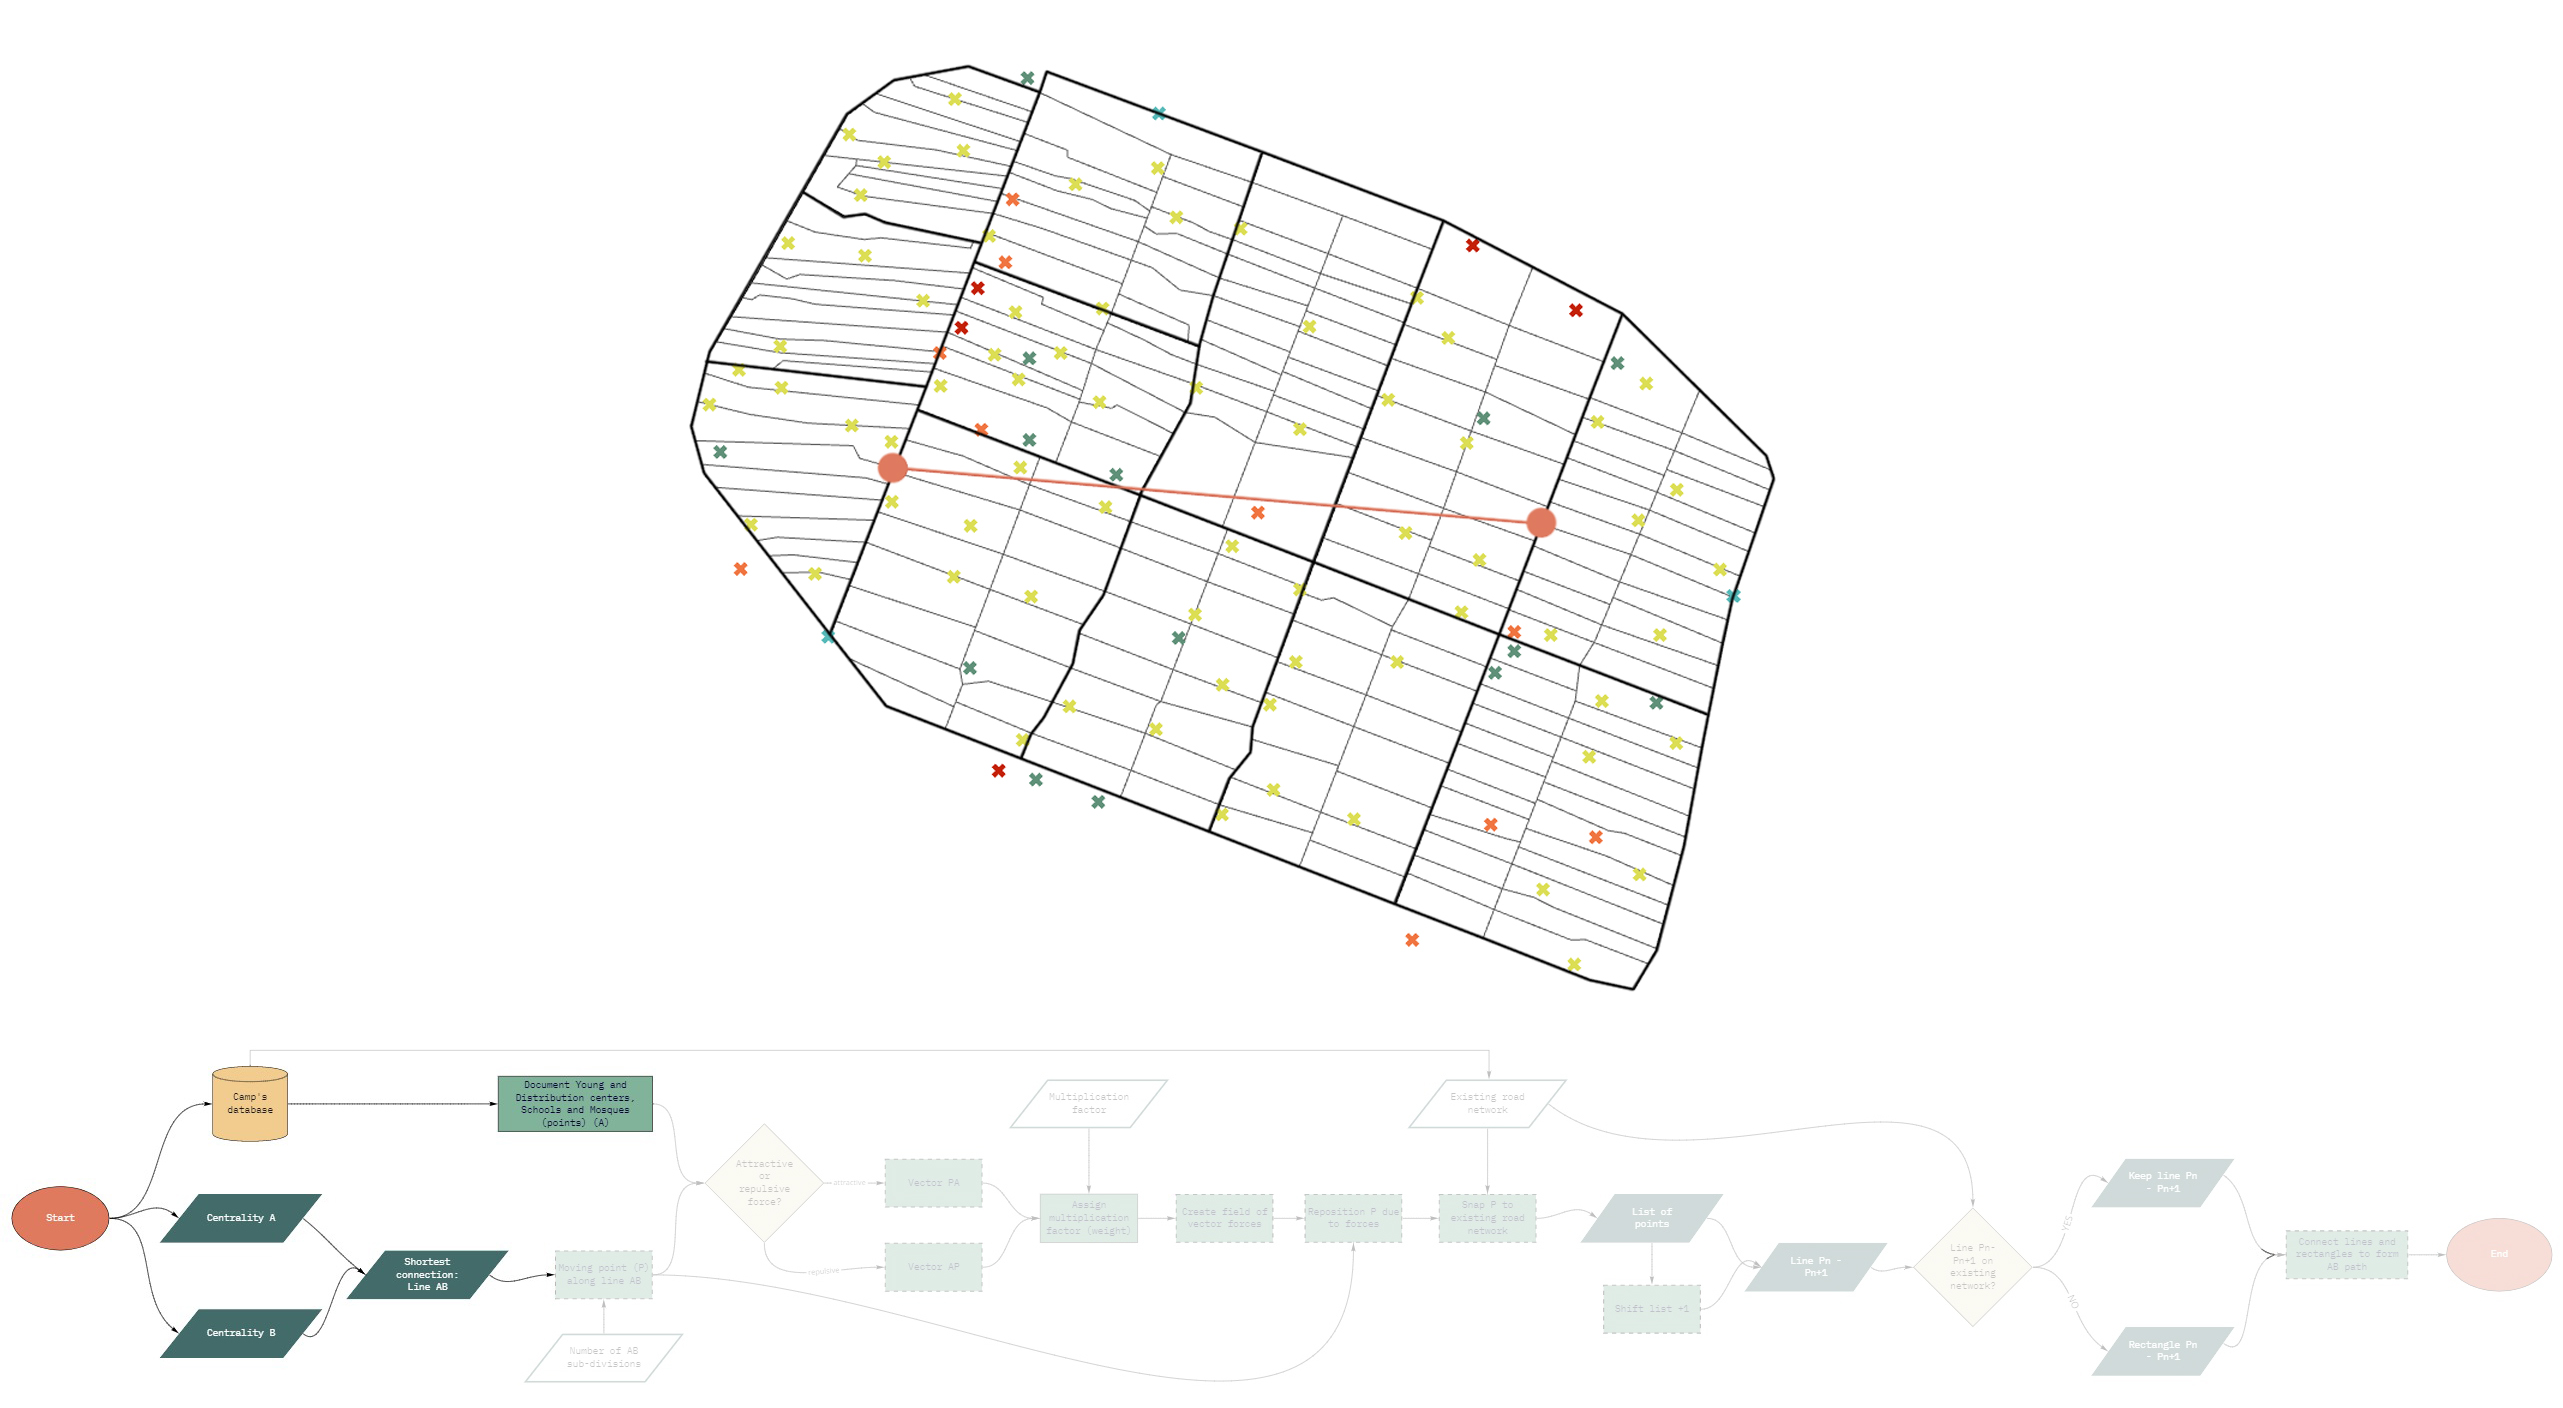 Camp's
database
Document Young and
Distribution centers,
Schools and Mosques
(points) (A)
Start
Centrality A
Centrality B
Shortest
connection:
Line AB
Moving point (P)
along line AB
Number of AB
sub-divisions
Attractive
or
repulsive
force?
attractive
repulsive
Vector PA
Vector AP
Multiplication
factor
Assign
multiplication
factor (weight)
Create field of
vector forces
Reposition P due
to forces
Existing road
network
Snap P to
existing road
network
List of
points
Shift list +1
Line Pn -
Pn+1
Line Pn-
Pn+1 on
existing
network?
YES
NO
Keep line Pn
- Pn+1
Rectangle Pn
- Pn+1
Connect lines and
rectangles to form
AB path
End